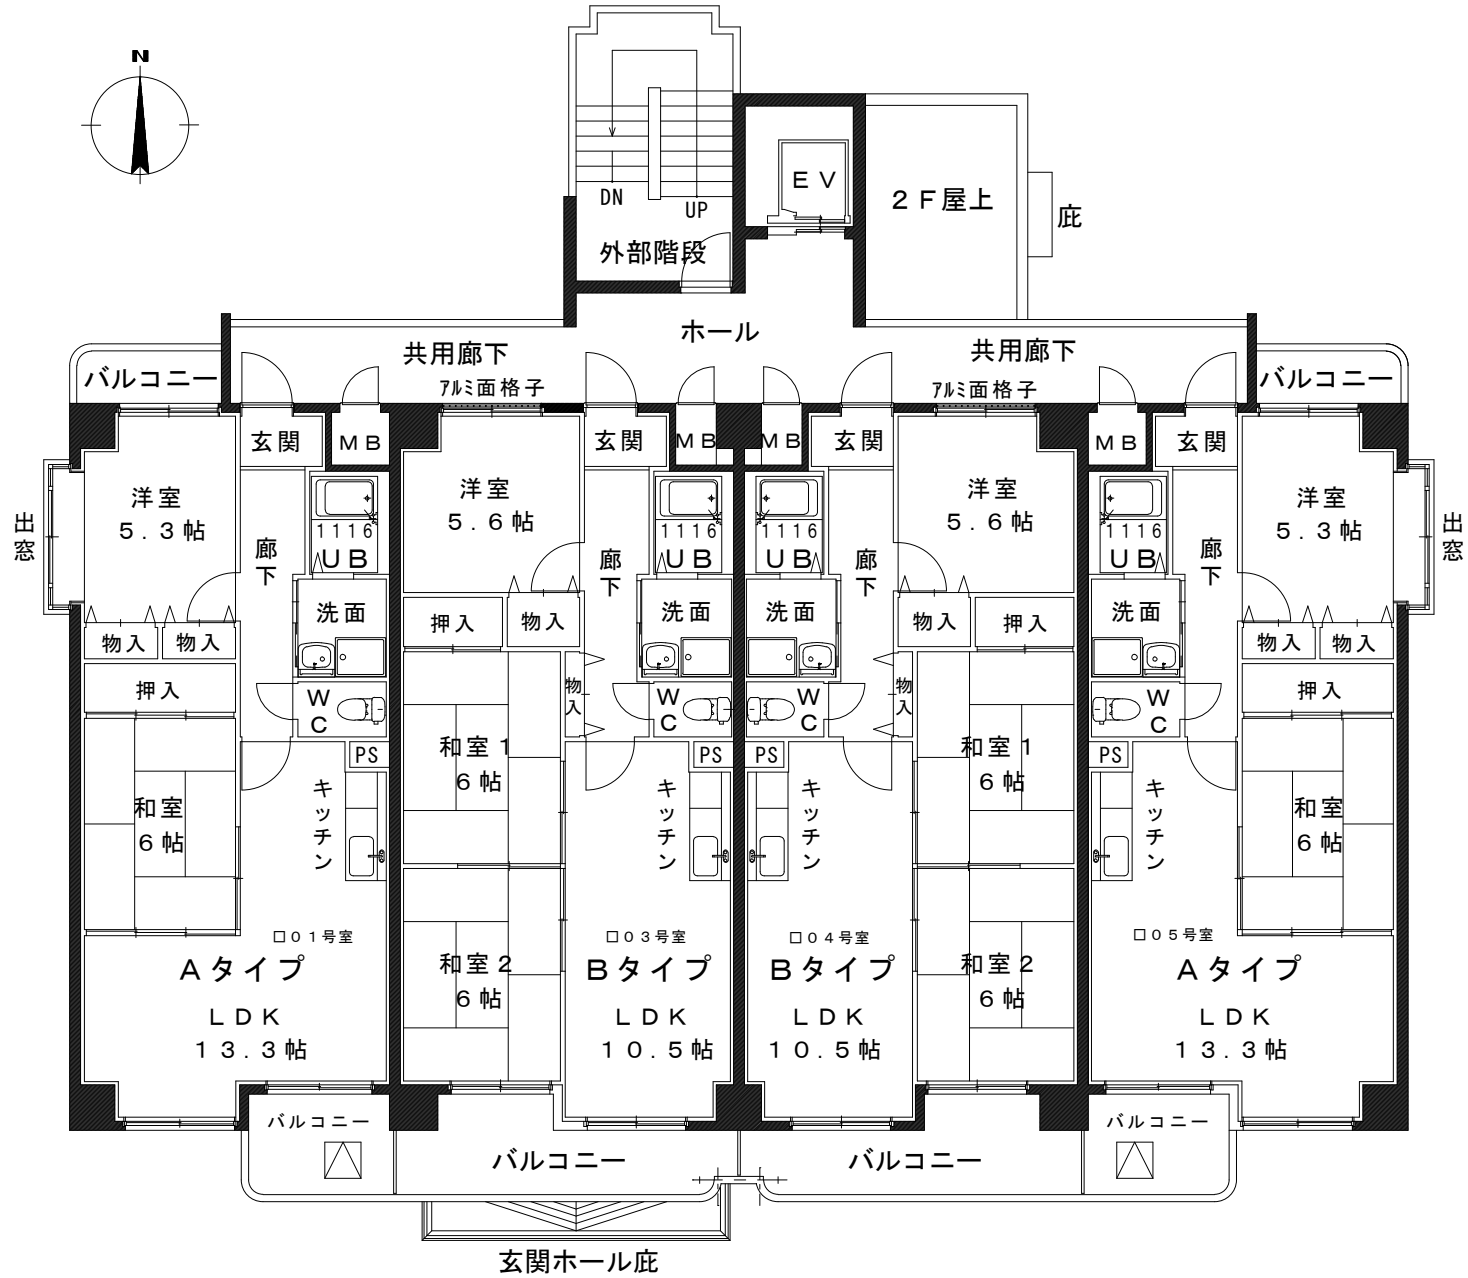 N
DN
UP
外部階段
EV
2F屋上
庇
ホール
共用廊下
共用廊下
アルミ面格子
アルミ面格子
バルコニー
バルコニー
玄関
MB
玄関
MB
MB
玄関
MB
玄関
出窓
洋室
5.3帖
廊下
1116
UB
洗面
物入
物入
押入
WC
PS
和室
6帖
キッチン
□01号室
Aタイプ
LDK
13.3帖
バルコニー
洋室
5.6帖
廊下
1116
UB
洗面
押入
物入
物入
WC
PS
和室1
6帖
キッチン
和室2
6帖
□03号室
Bタイプ
LDK
10.5帖
バルコニー
洋室
5.6帖
廊下
1116
UB
洗面
物入
押入
物入
WC
PS
和室1
6帖
キッチン
和室2
6帖
□04号室
Bタイプ
LDK
10.5帖
バルコニー
洋室
5.3帖
出窓
廊下
1116
UB
洗面
物入
物入
押入
WC
PS
和室
6帖
キッチン
□05号室
Aタイプ
LDK
13.3帖
バルコニー
玄関ホール庇